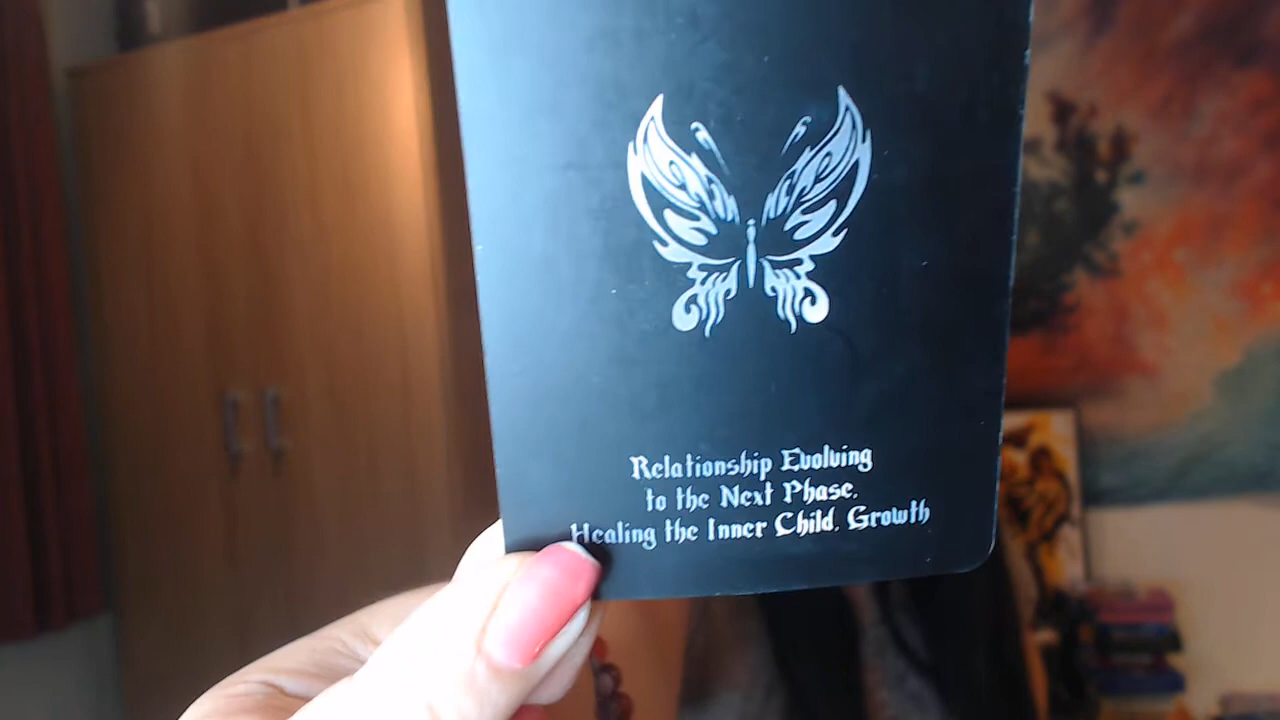 Relationship Evolving
to the Next Phase.
Healing the Inner Child. Growth